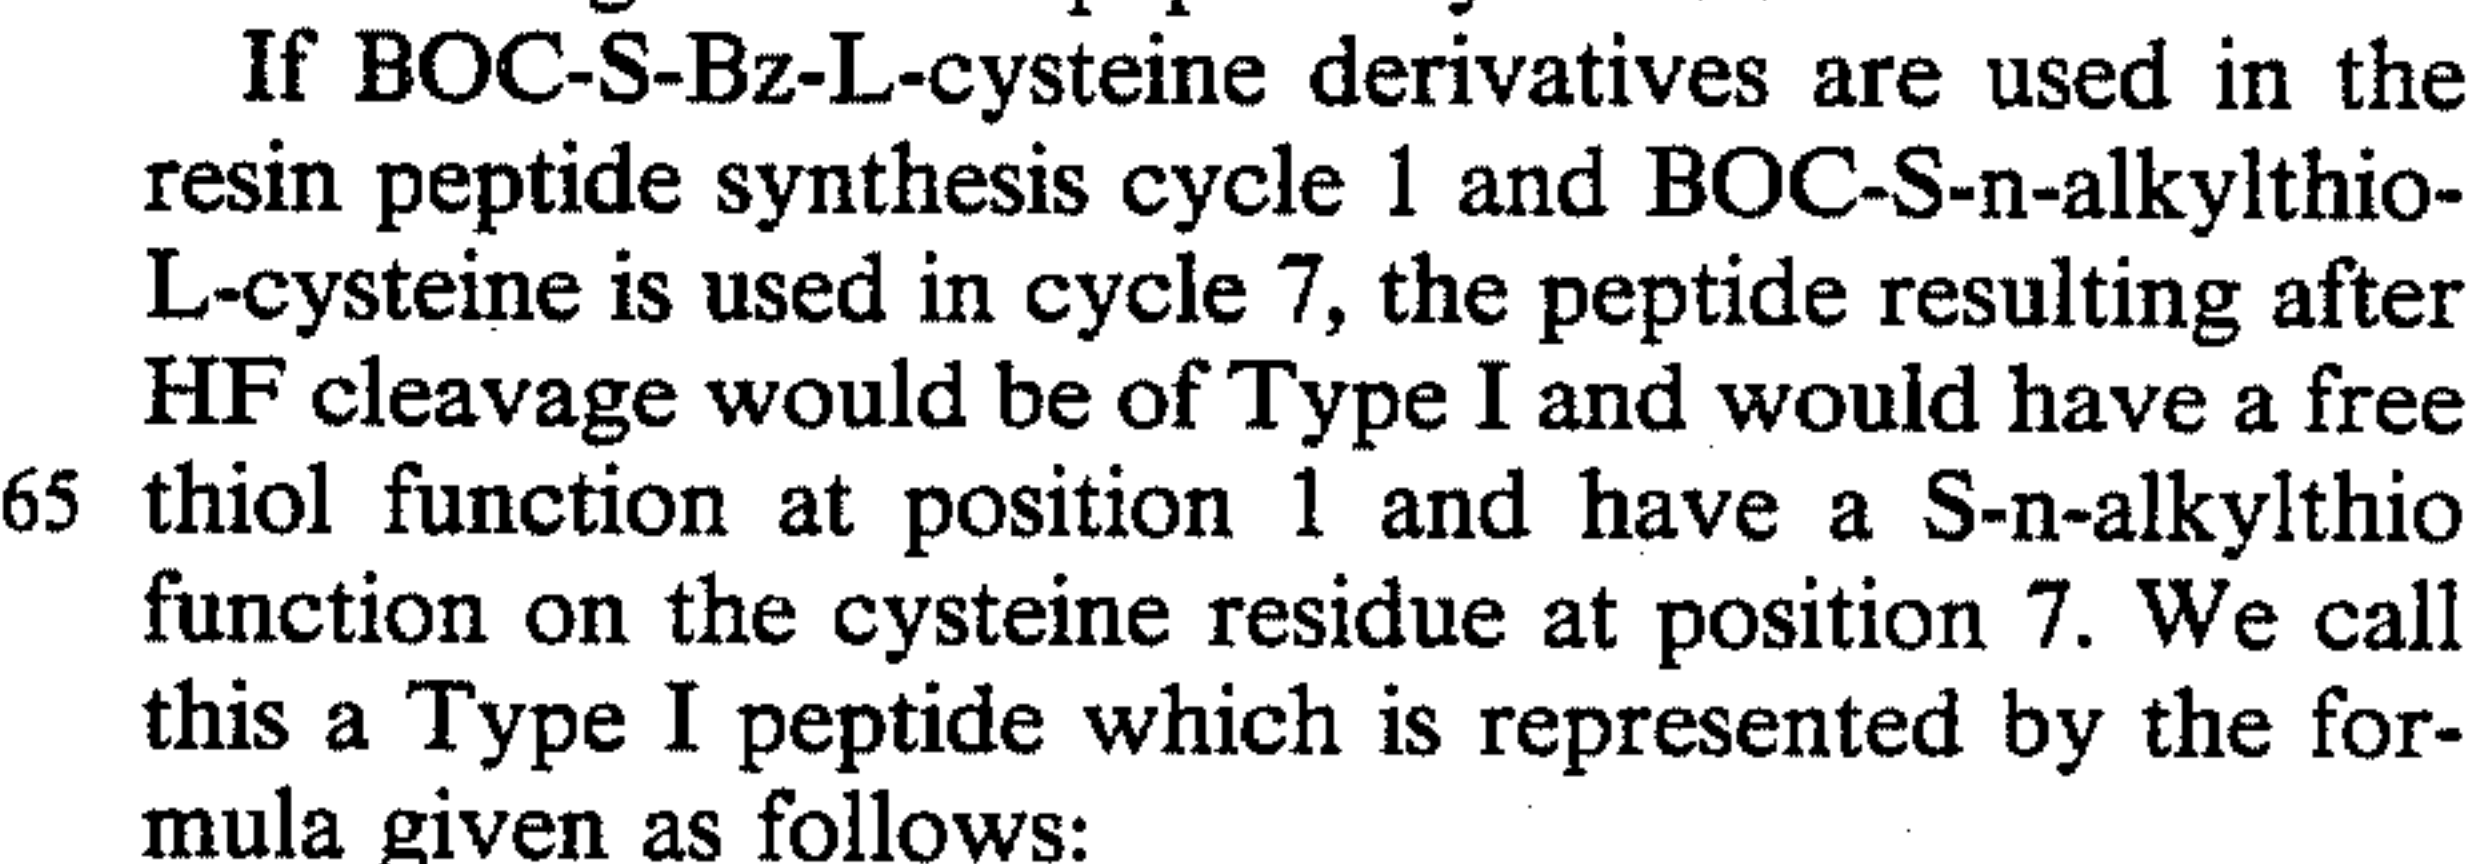 If BOC-S-Bz-L-cysteine derivatives are used in the
resin peptide synthesis cycle 1 and BOC-S-n-alkylthio-
L-cysteine is used in cycle 7, the peptide resulting after
HF cleavage would be of Type I and would have a free
65 thiol function at position 1 and have a S-n-alkylthio
function on the cysteine residue at position 7. We call
this a Type I peptide which is represented by the for-
mula given as follows: